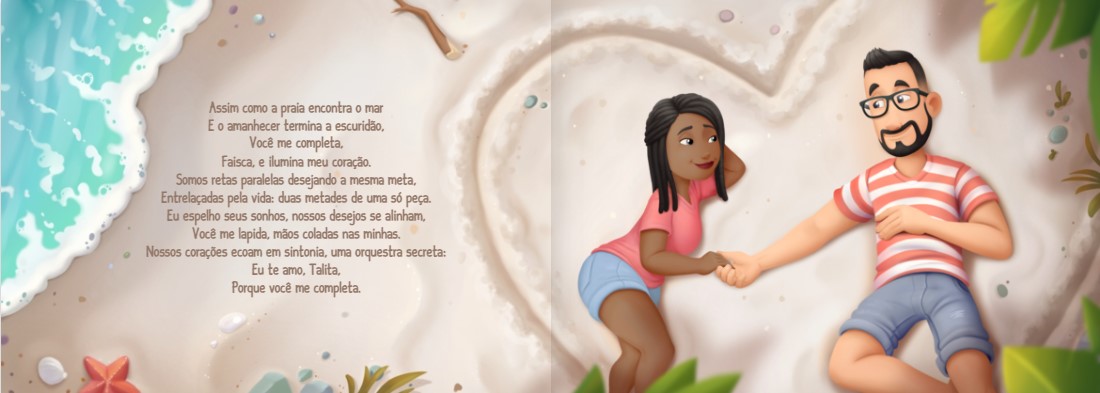 Assim como a praia encontra o mar
E o amanhecer termina a escuridão,
Você me completa,
Faisca, e ilumina meu coração.
Somos retas paralelas desejando a mesma meta,
Entrelaçadas pela vida: duas metades de uma só peça.
Eu espelho seus sonhos, nossos desejos se alinham,
Você me lapida, mãos coladas nas minhas.
Nossos corações ecoam em sintonia, uma orquestra secreta:
Eu te amo, Talita,
Porque você me completa.